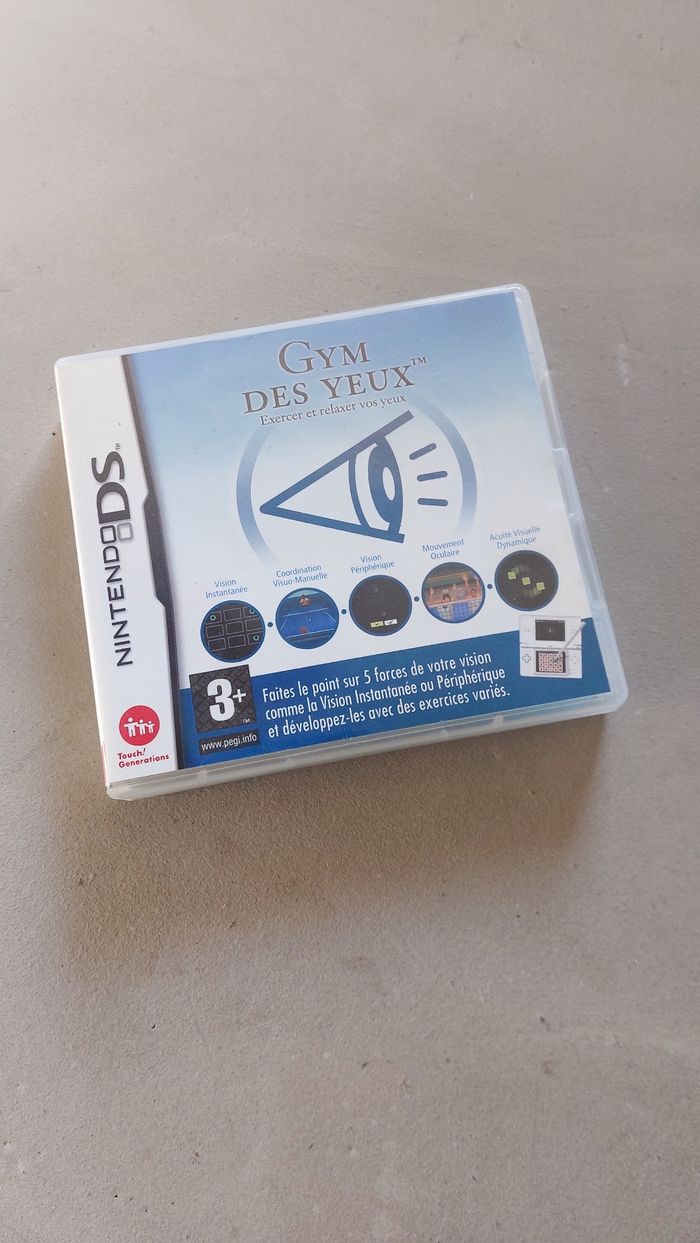 GYM
DES YEUX™
Exercer et relaxer vos yeux
NINTENDO DS™
Vision
Instantanée
Coordination
Visuo-Manuelle
Vision
Périphérique
Mouvement
Oculaire
Acuité Visuelle
Dynamique
3+
TM
www.pegi.info
Faites le point sur 5 forces de votre vision
comme la Vision Instantanée ou Périphérique
et développez-les avec des exercices variés.
Touch!
Generations